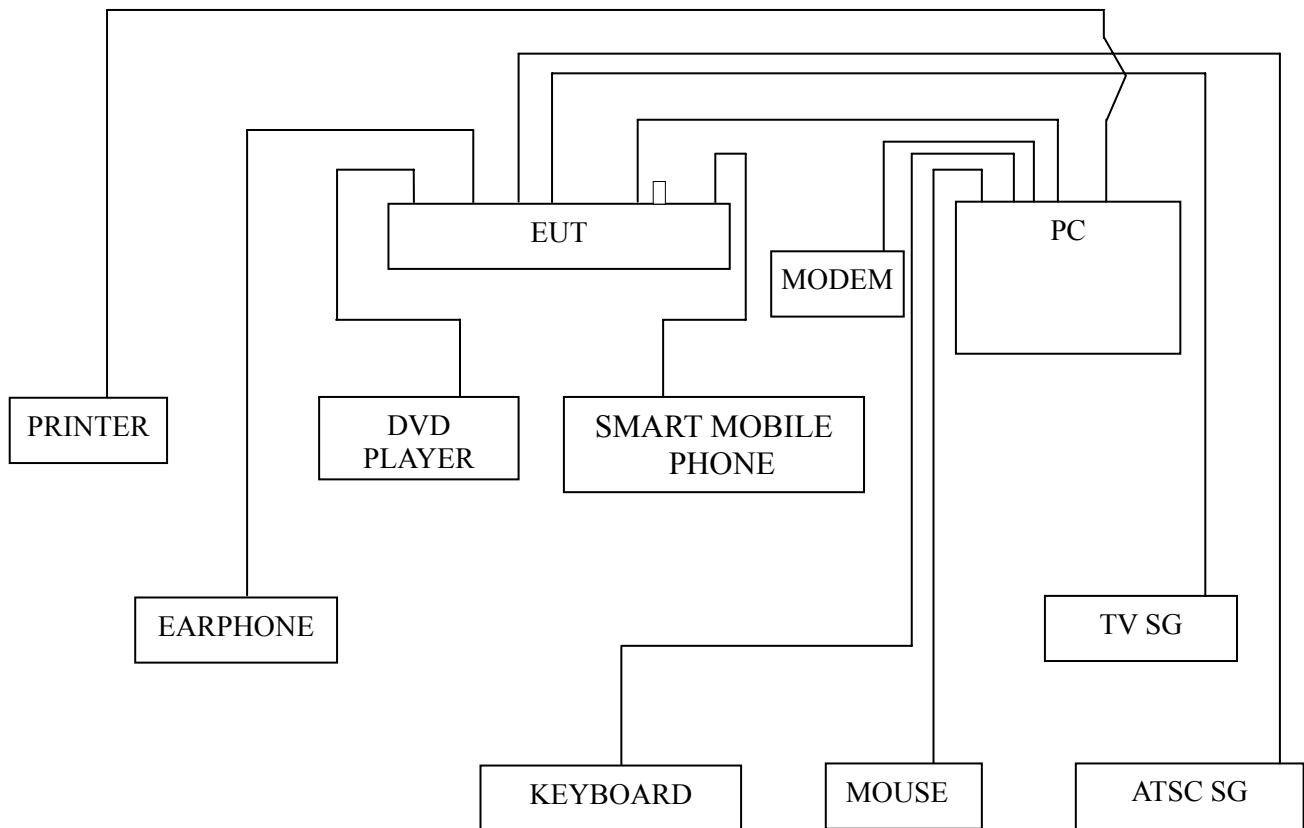 EUT
PC
MODEM
PRINTER
DVD
PLAYER
SMART MOBILE
PHONE
EARPHONE
TV SG
KEYBOARD
MOUSE
ATSC SG